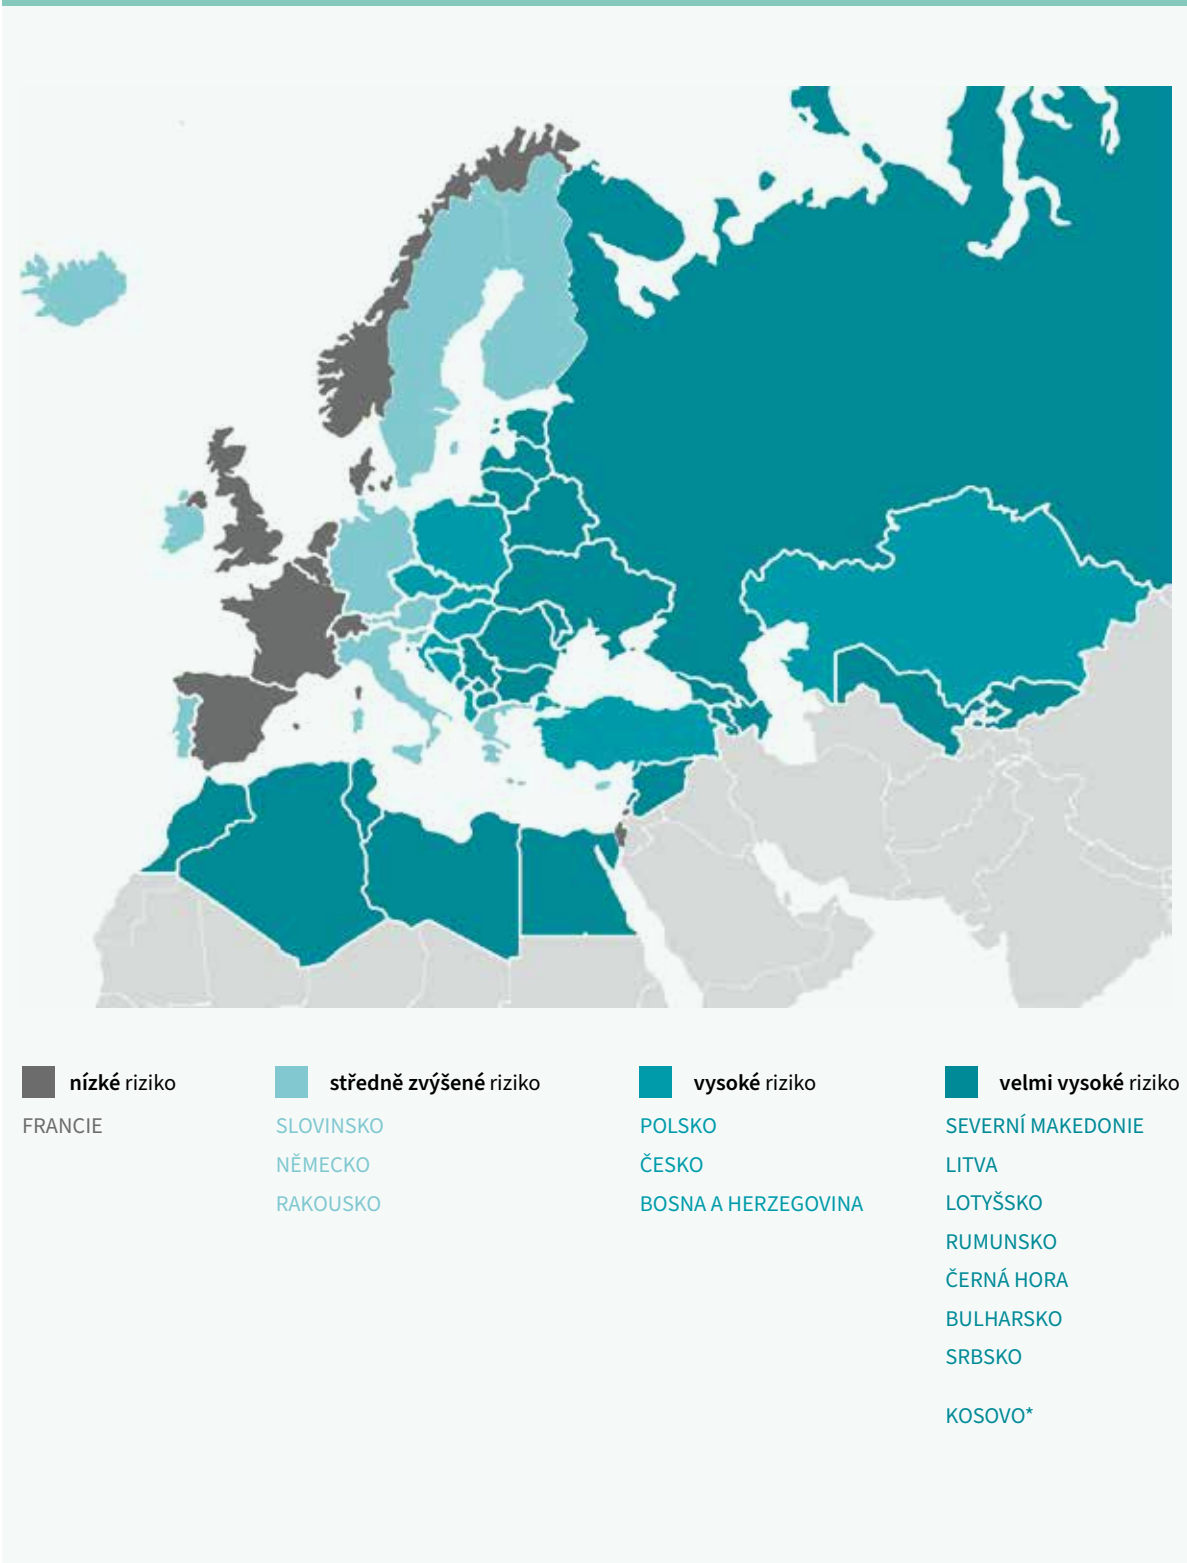 nízké riziko
FRANCIE
středně zvýšené riziko
SLOVINSKO
NĚMECKO
RAKOUSKO
vysoké riziko
POLSKO
ČESKO
BOSNA A HERZEGOVINA
velmi vysoké riziko
SEVERNÍ MAKEDONIE
LITVA
LOTYŠSKO
RUMUNSKO
ČERNÁ HORA
BULHARSKO
SRBSKO
KOSOVO*